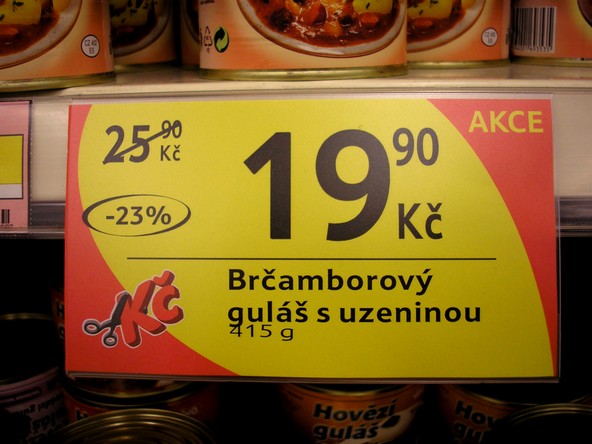 AKCE
25 90
Kč
-23%
19 90
Kč
Kč
Brčamborový
guláš s uzeninou
415 g
Hovězí
guláš